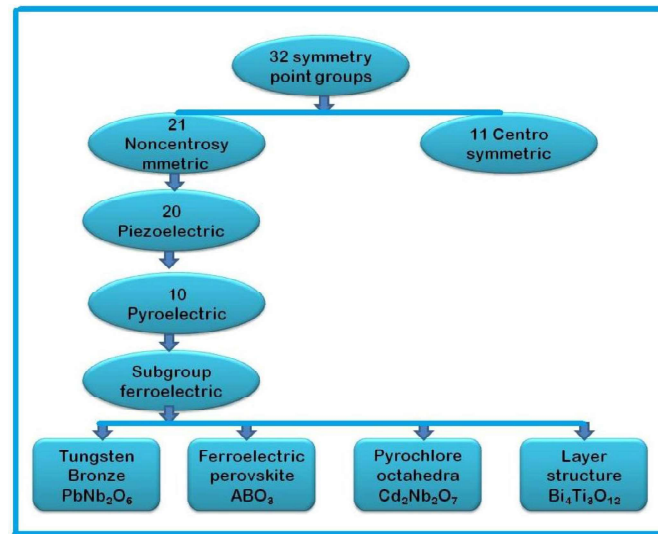 32 symmetry
point groups
21
Noncentrosy
mmetric
11 Centro
symmetric
20
Piezoelectric
10
Pyroelectric
Subgroup
ferroelectric
Tungsten
Bronze
PbNb₂O₆
Ferroelectric
perovskite
ABO₃
Pyrochlore
octahedra
Cd₂Nb₂O₇
Layer
structure
Bi₄Ti₃O₁₂